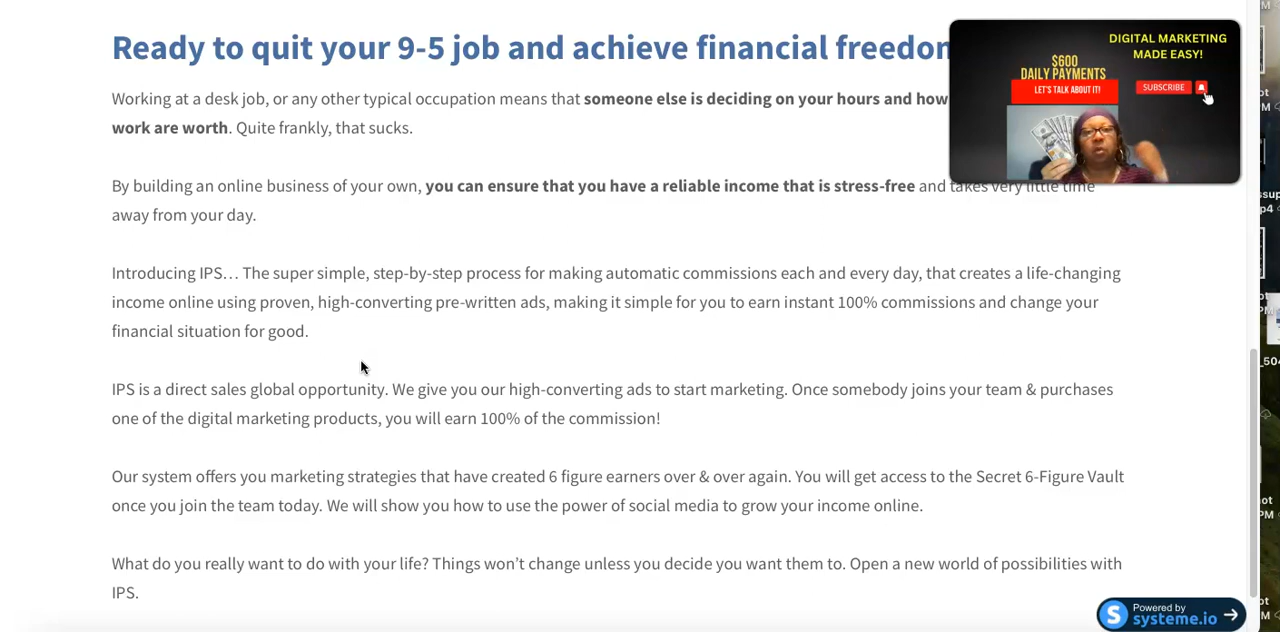 Ready to quit your 9-5 job and achieve financial
Working at a desk job, or any other typical occupation means that someone else is deciding on your hours and how
work are worth. Quite frankly, that sucks.
By building an online business of your own, you can ensure that you have a reliable income that is stress-free and takes very little time
away from your day.
Introducing IPS… The super simple, step-by-step process for making automatic commissions each and every day, that creates a life-changing
income online using proven, high-converting pre-written ads, making it simple for you to earn instant 100% commissions and change your
financial situation for good.
IPS is a direct sales global opportunity. We give you our high-converting ads to start marketing. Once somebody joins your team & purchases
one of the digital marketing products, you will earn 100% of the commission!
Our system offers you marketing strategies that have created 6 figure earners over & over again. You will get access to the Secret 6-Figure Vault
once you join the team today. We will show you how to use the power of social media to grow your income online.
What do you really want to do with your life? Things won’t change unless you decide you want them to. Open a new world of possibilities with
IPS.
DIGITAL MARKETING
MADE EASY!
$600
DAILY PAYMENTS
LET'S TALK ABOUT IT!
SUBSCRIBE
Powered by
systeme.io